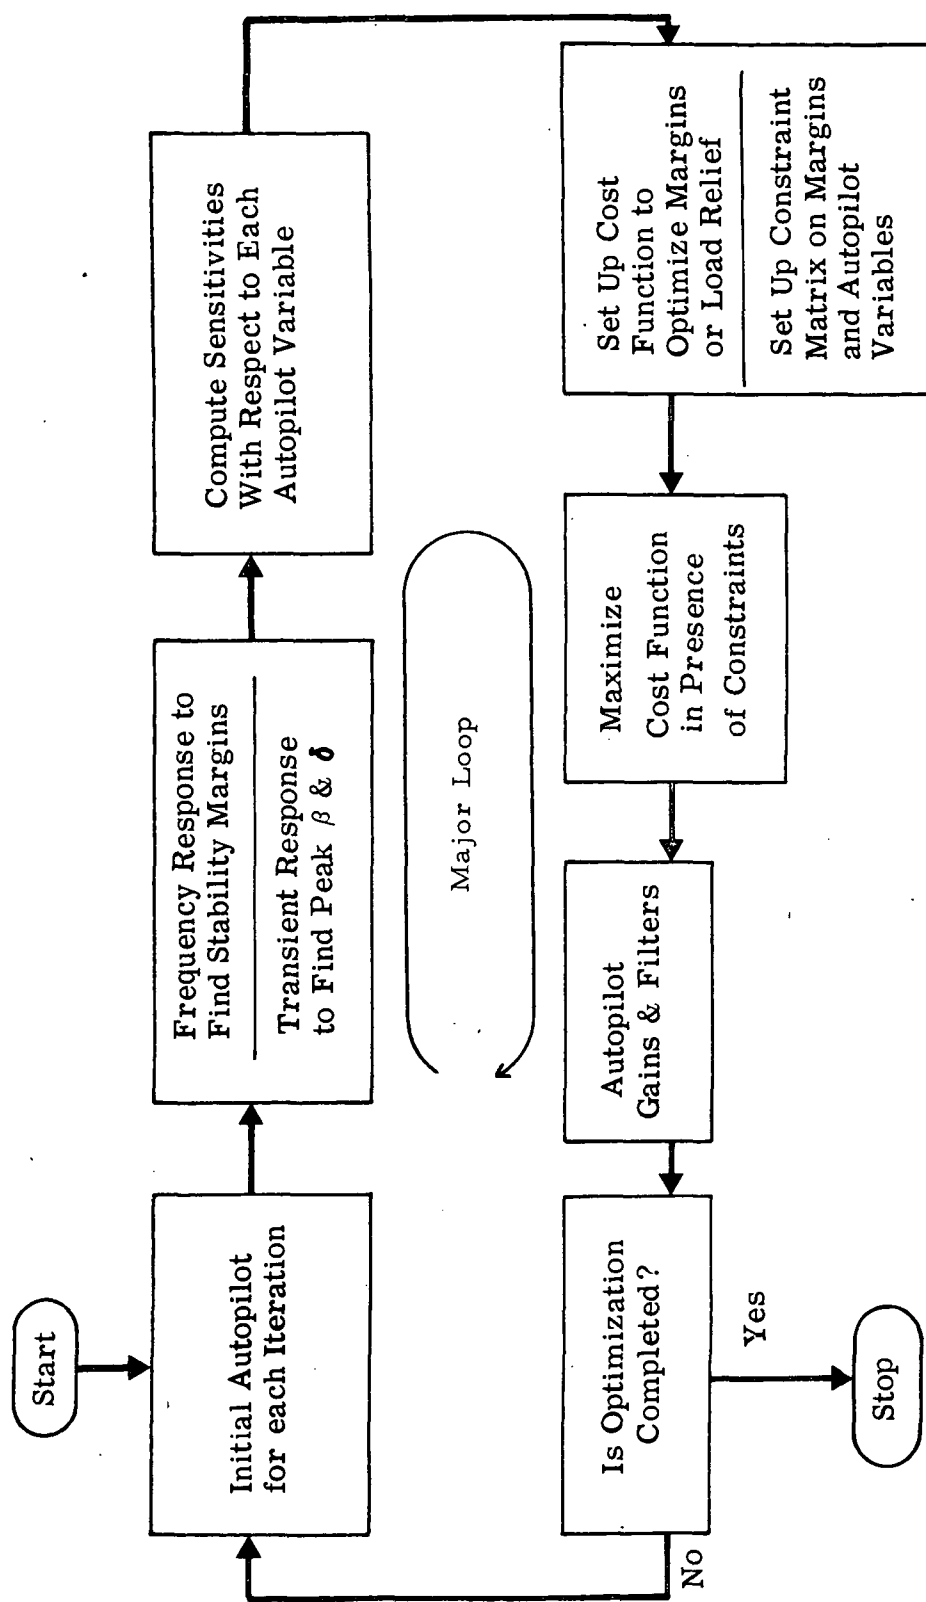 Start
Initial Autopilot
for each Iteration
Frequency Response to
Find Stability Margins
Transient Response
to Find Peak β & δ
Compute Sensitivities
With Respect to Each
Autopilot Variable
Set Up Cost
Function to
Optimize Margins
or Load Relief
Set Up Constraint
Matrix on Margins
and Autopilot
Variables
Maximize
Cost Function
in Presence
of Constraints
Autopilot
Gains & Filters
Is Optimization
Completed?
No
Yes
Stop
Major Loop